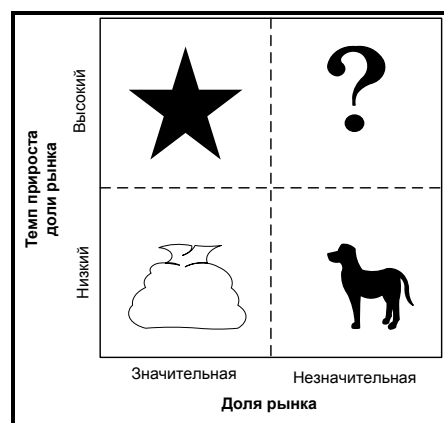 Темп прироста
доли рынка
Высокий
?
Низкий
Значительная
Незначительная
Доля рынка